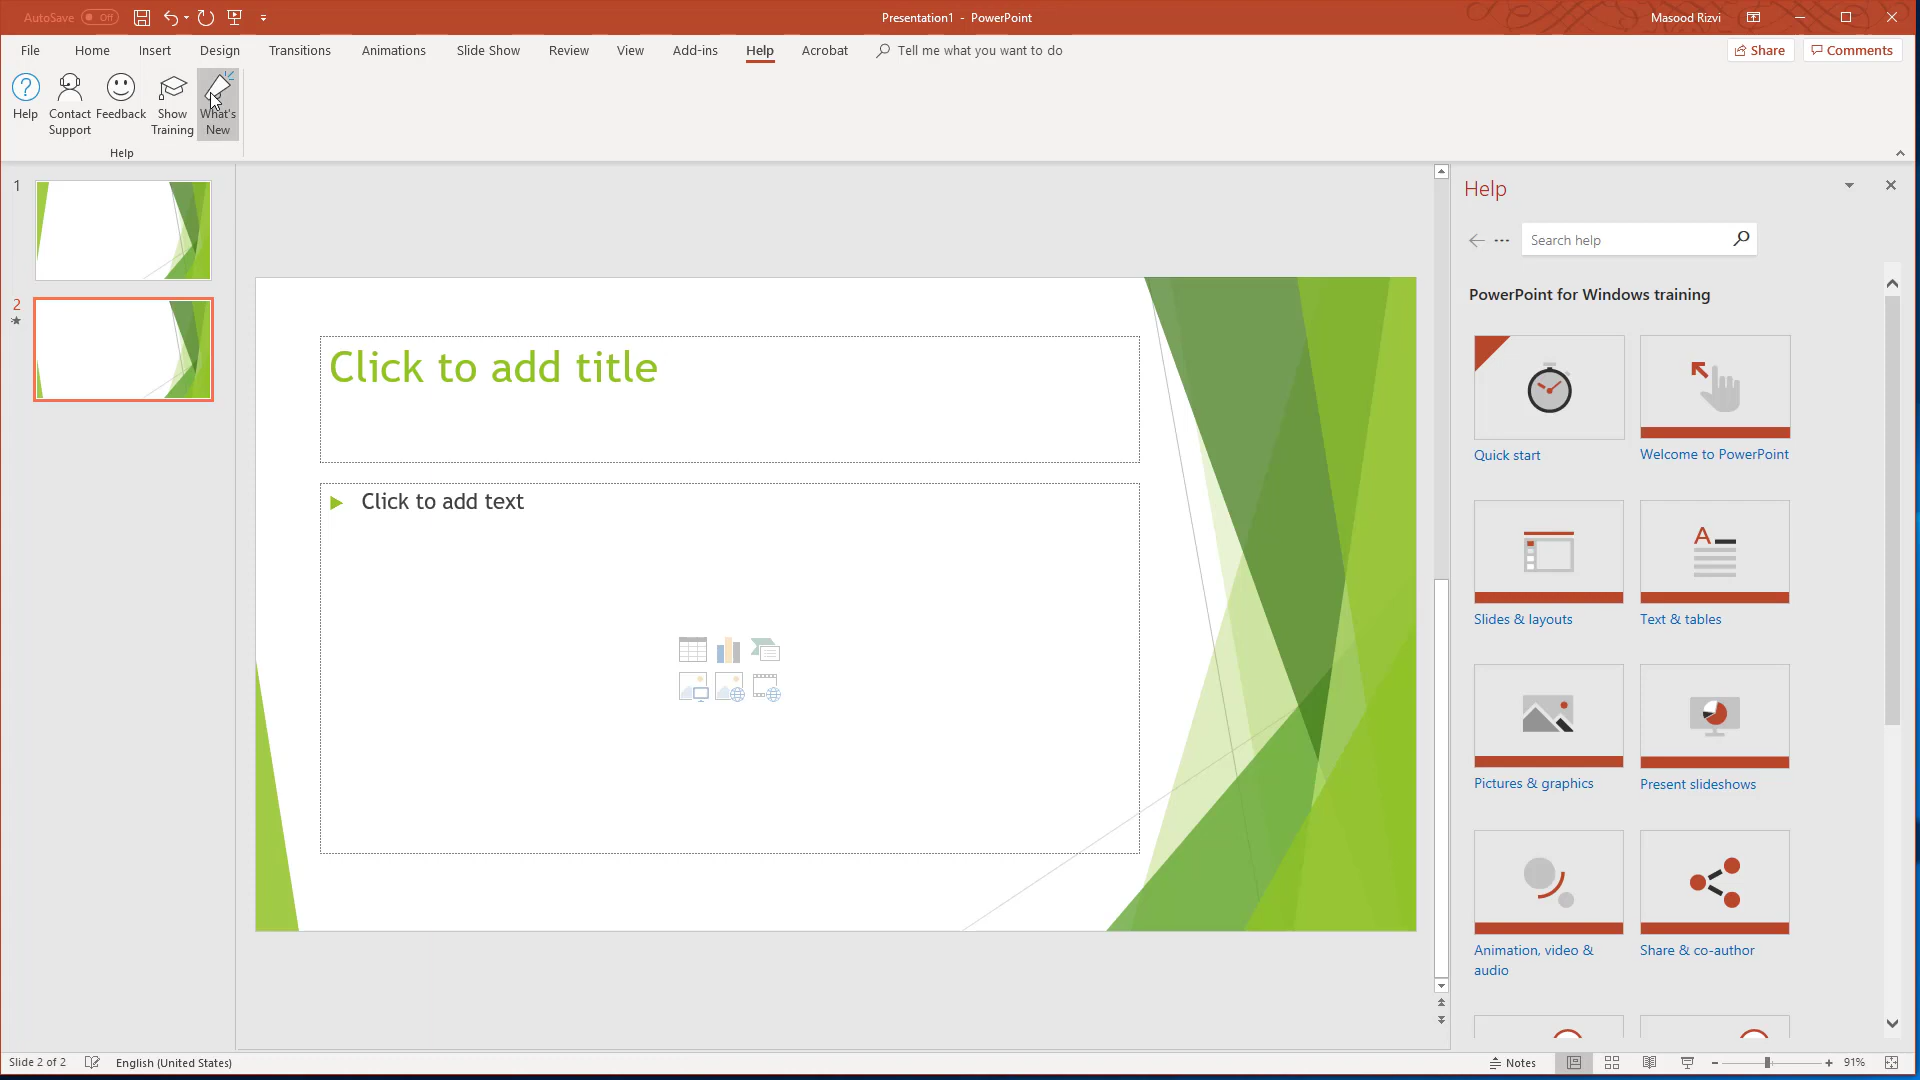 AutoSave Off
Presentation1 - PowerPoint
Masood Rizvi
File Home Insert Design Transitions Animations Slide Show Review View Add-ins Help Acrobat Tell me what you want to do
Share Comments
Help Contact Support Feedback Show Training What's New
Help
1
2
Click to add title
Click to add text
Help
Search help
PowerPoint for Windows training
Quick start
Welcome to PowerPoint
Slides & layouts
Text & tables
Pictures & graphics
Present slideshows
Animation, video &
audio
Share & co-author
Slide 2 of 2 English (United States)
Notes
91%